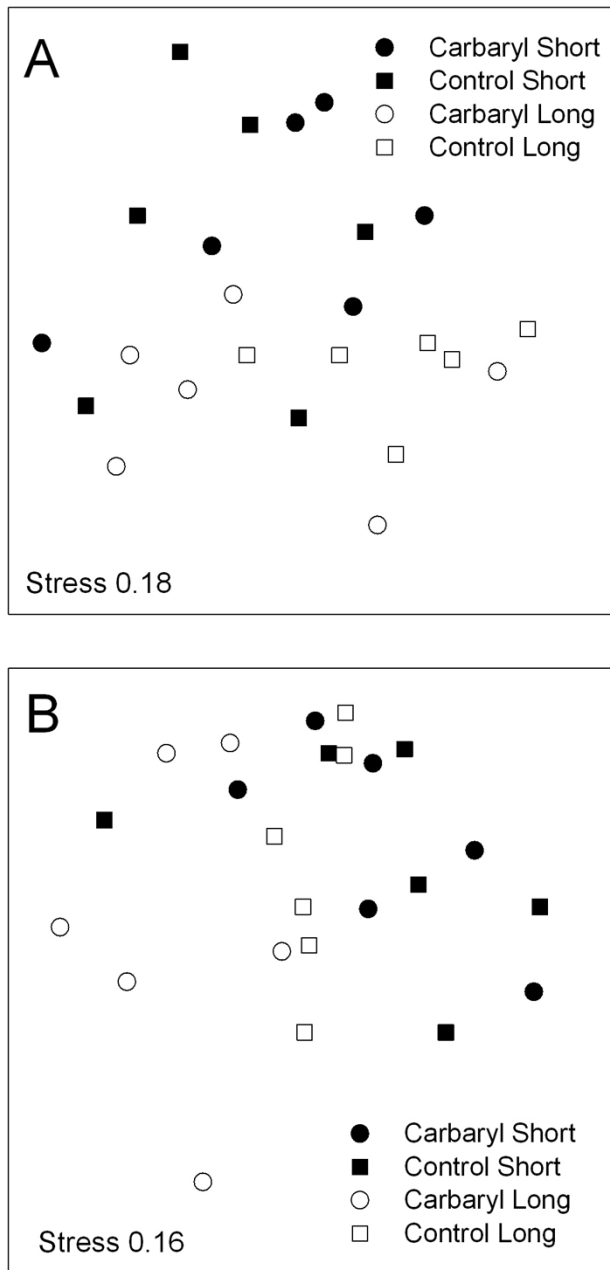 A
Carbaryl Short
Control Short
Carbaryl Long
Control Long
Stress 0.18
B
Carbaryl Short
Control Short
Carbaryl Long
Control Long
Stress 0.16